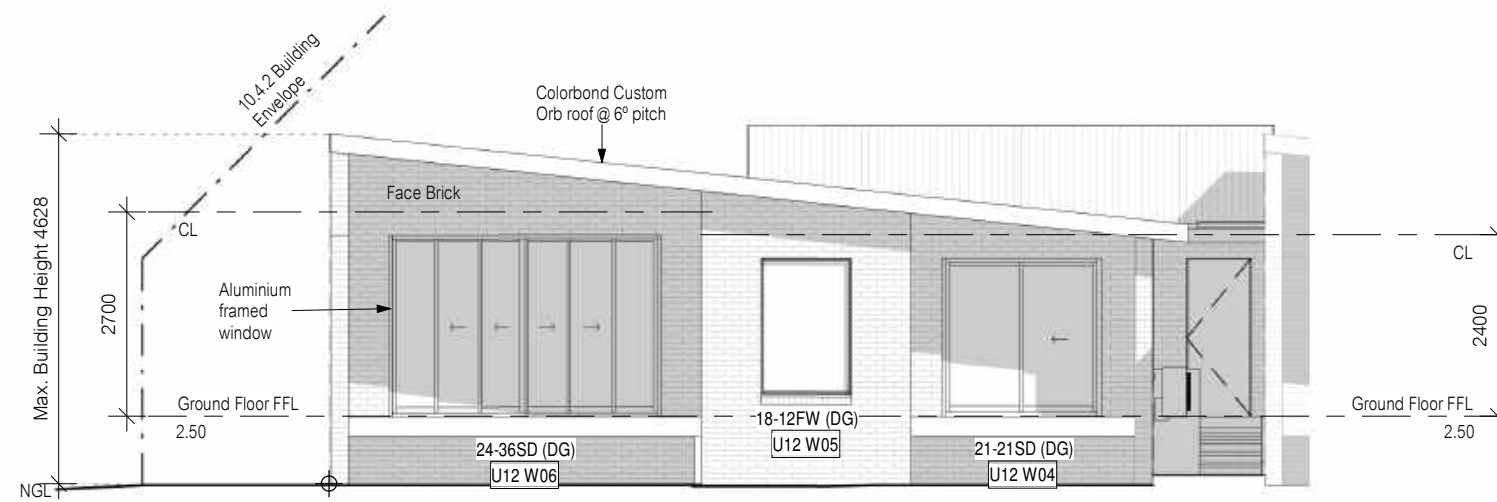 10.4.2 Building
Envelope
Colorbond Custom
Orb roof @ 6º pitch
Max. Building Height 4628
Face Brick
CL
CL
2700
Aluminium
framed
window
2400
Ground Floor FFL
2.50
Ground Floor FFL
2.50
18-12FW (DG)
U12 W05
24-36SD (DG)
U12 W06
21-21SD (DG)
U12 W04
NGL